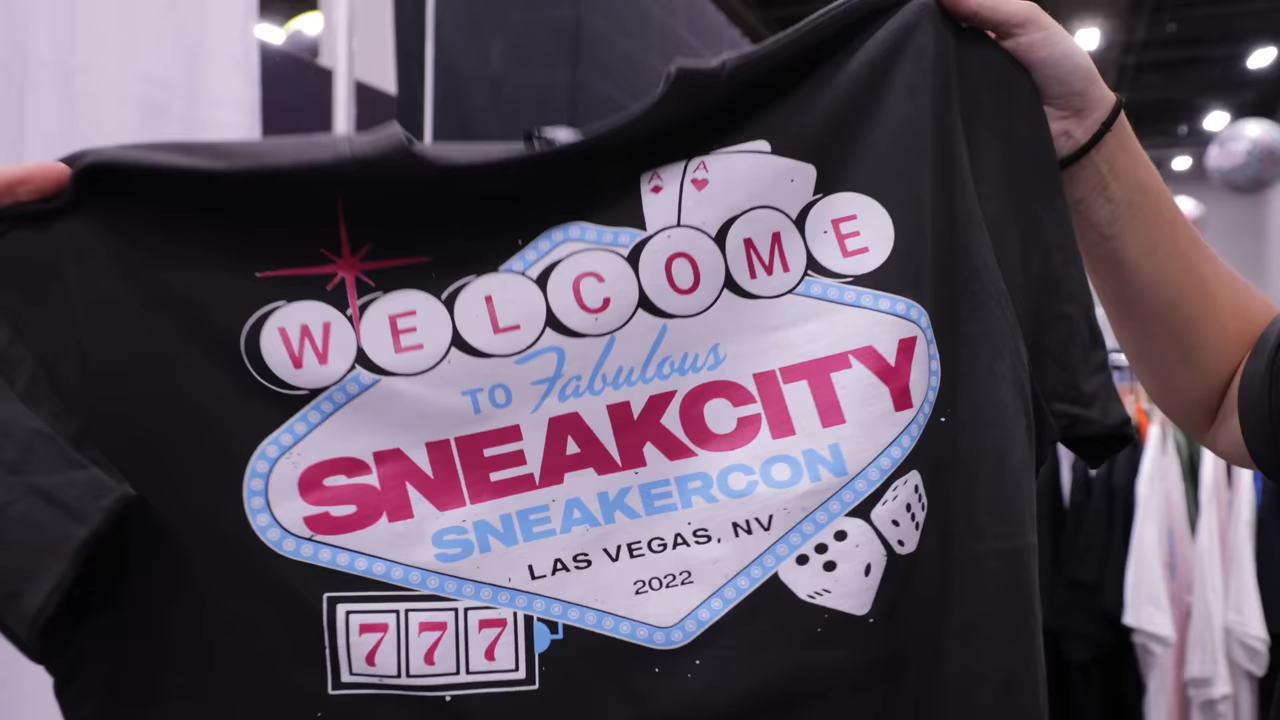 A A
WELCOME
TO Fabulous
SNEAKCITY
SNEAKERCON
LAS VEGAS, NV
2022
777